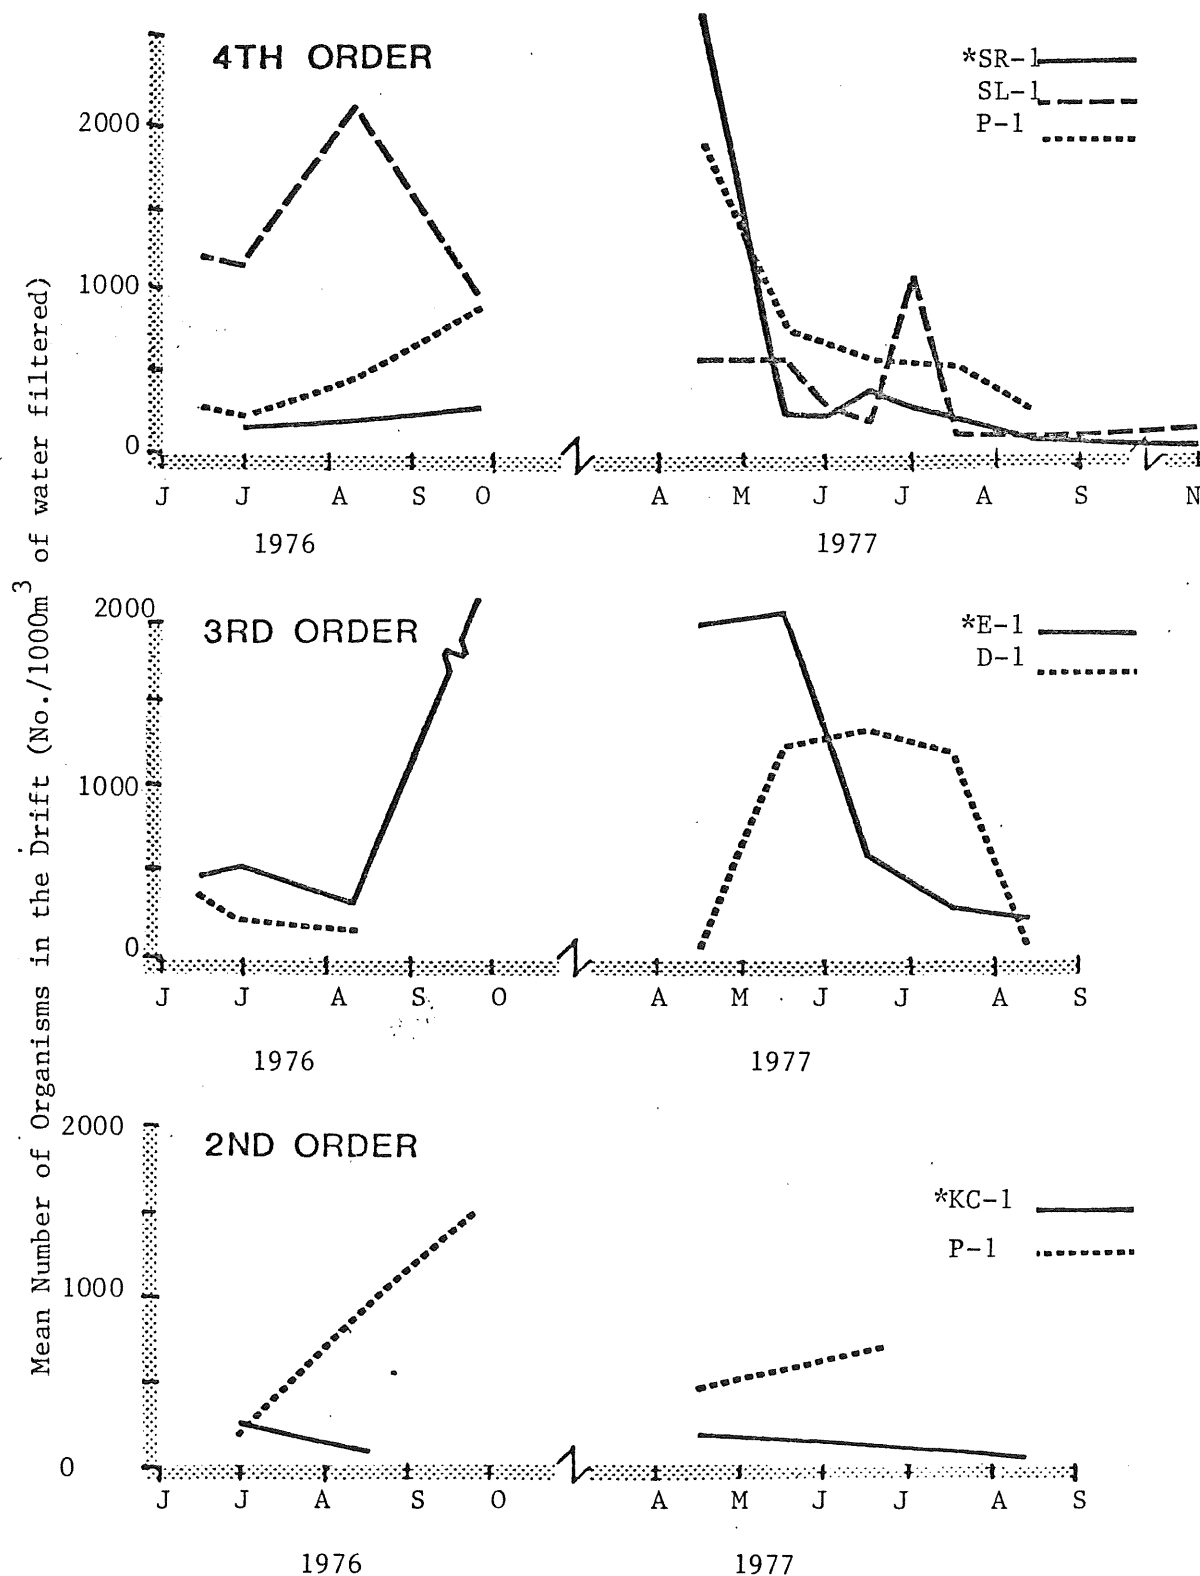 Mean Number of Organisms in the Drift (No./1000m3 of water filtered)
4TH ORDER
*SR-1
SL-1
P-1
2000
1000
0
J J A S O A M J J A S N
1976 1977
3RD ORDER
*E-1
D-1
2000
1000
0
J J A S O A M J J A S
1976 1977
2ND ORDER
*KC-1
P-1
2000
1000
0
J J A S O A M J J A S
1976 1977